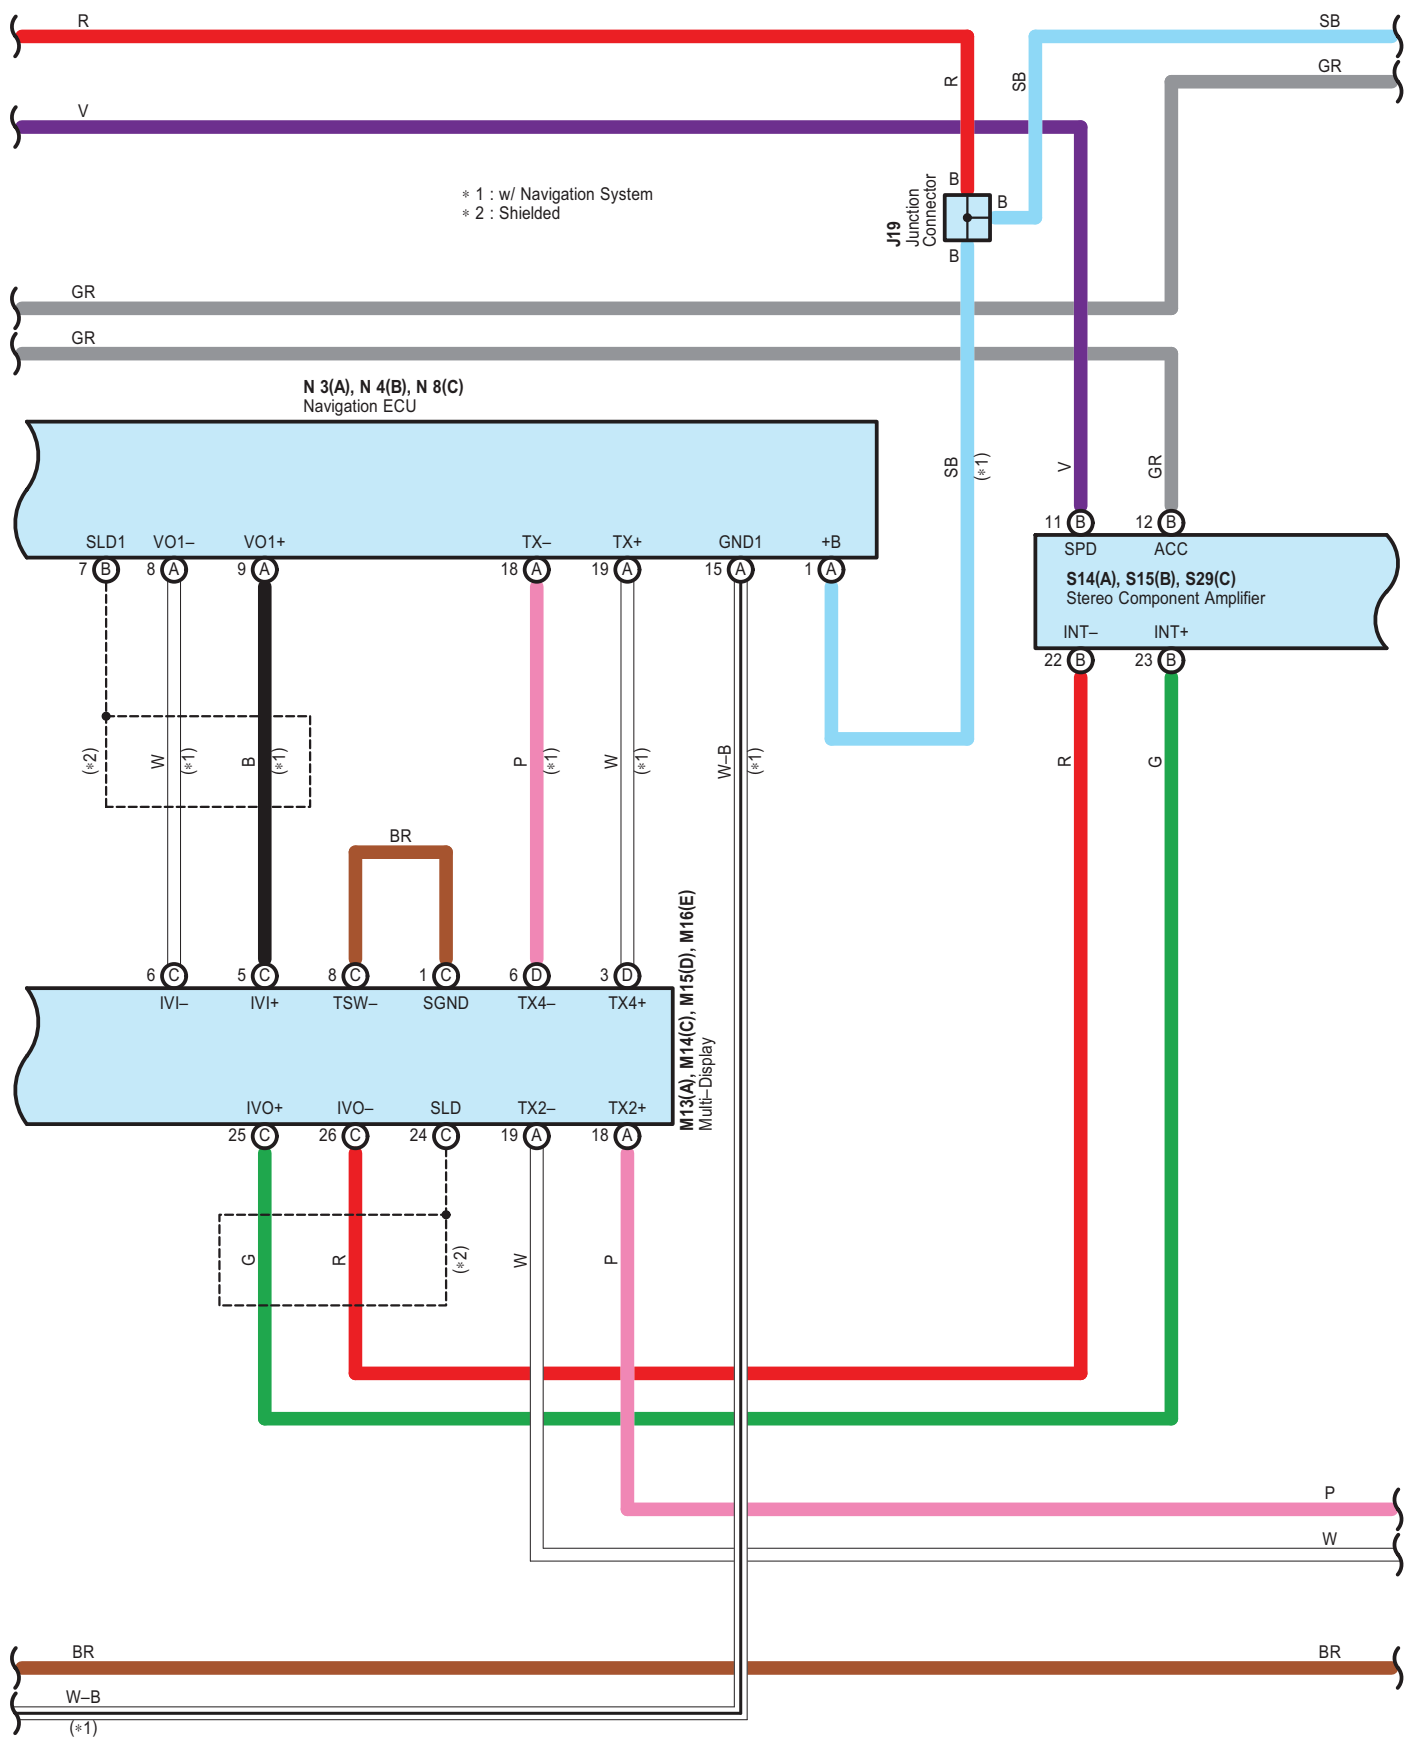 R
SB
GR
V
R
SB
∗ 1 : w/ Navigation System
∗ 2 : Shielded
B
B
B
J19
Junction
Connector
GR
GR
N 3(A), N 4(B), N 8(C)
Navigation ECU
SB
(∗1)
V
GR
SLD1 VO1– VO1+ TX– TX+ GND1 +B
7 B 8 A 9 A 18 A 19 A 15 A 1 A
11 B 12 B
SPD ACC
S14(A), S15(B), S29(C)
Stereo Component Amplifier
INT– INT+
22 B 23 B
(∗2)
W
(∗1)
B
(∗1)
P
(∗1)
W
(∗1)
W–B
(∗1)
R
G
BR
6 C 5 C 8 C 1 C 6 D 3 D
IVI– IVI+ TSW– SGND TX4– TX4+
M13(A), M14(C), M15(D), M16(E)
Multi–Display
IVO+ IVO– SLD TX2– TX2+
25 C 26 C 24 C 19 A 18 A
G
R
(∗2)
W
P
P
W
BR
BR
W–B
(∗1)